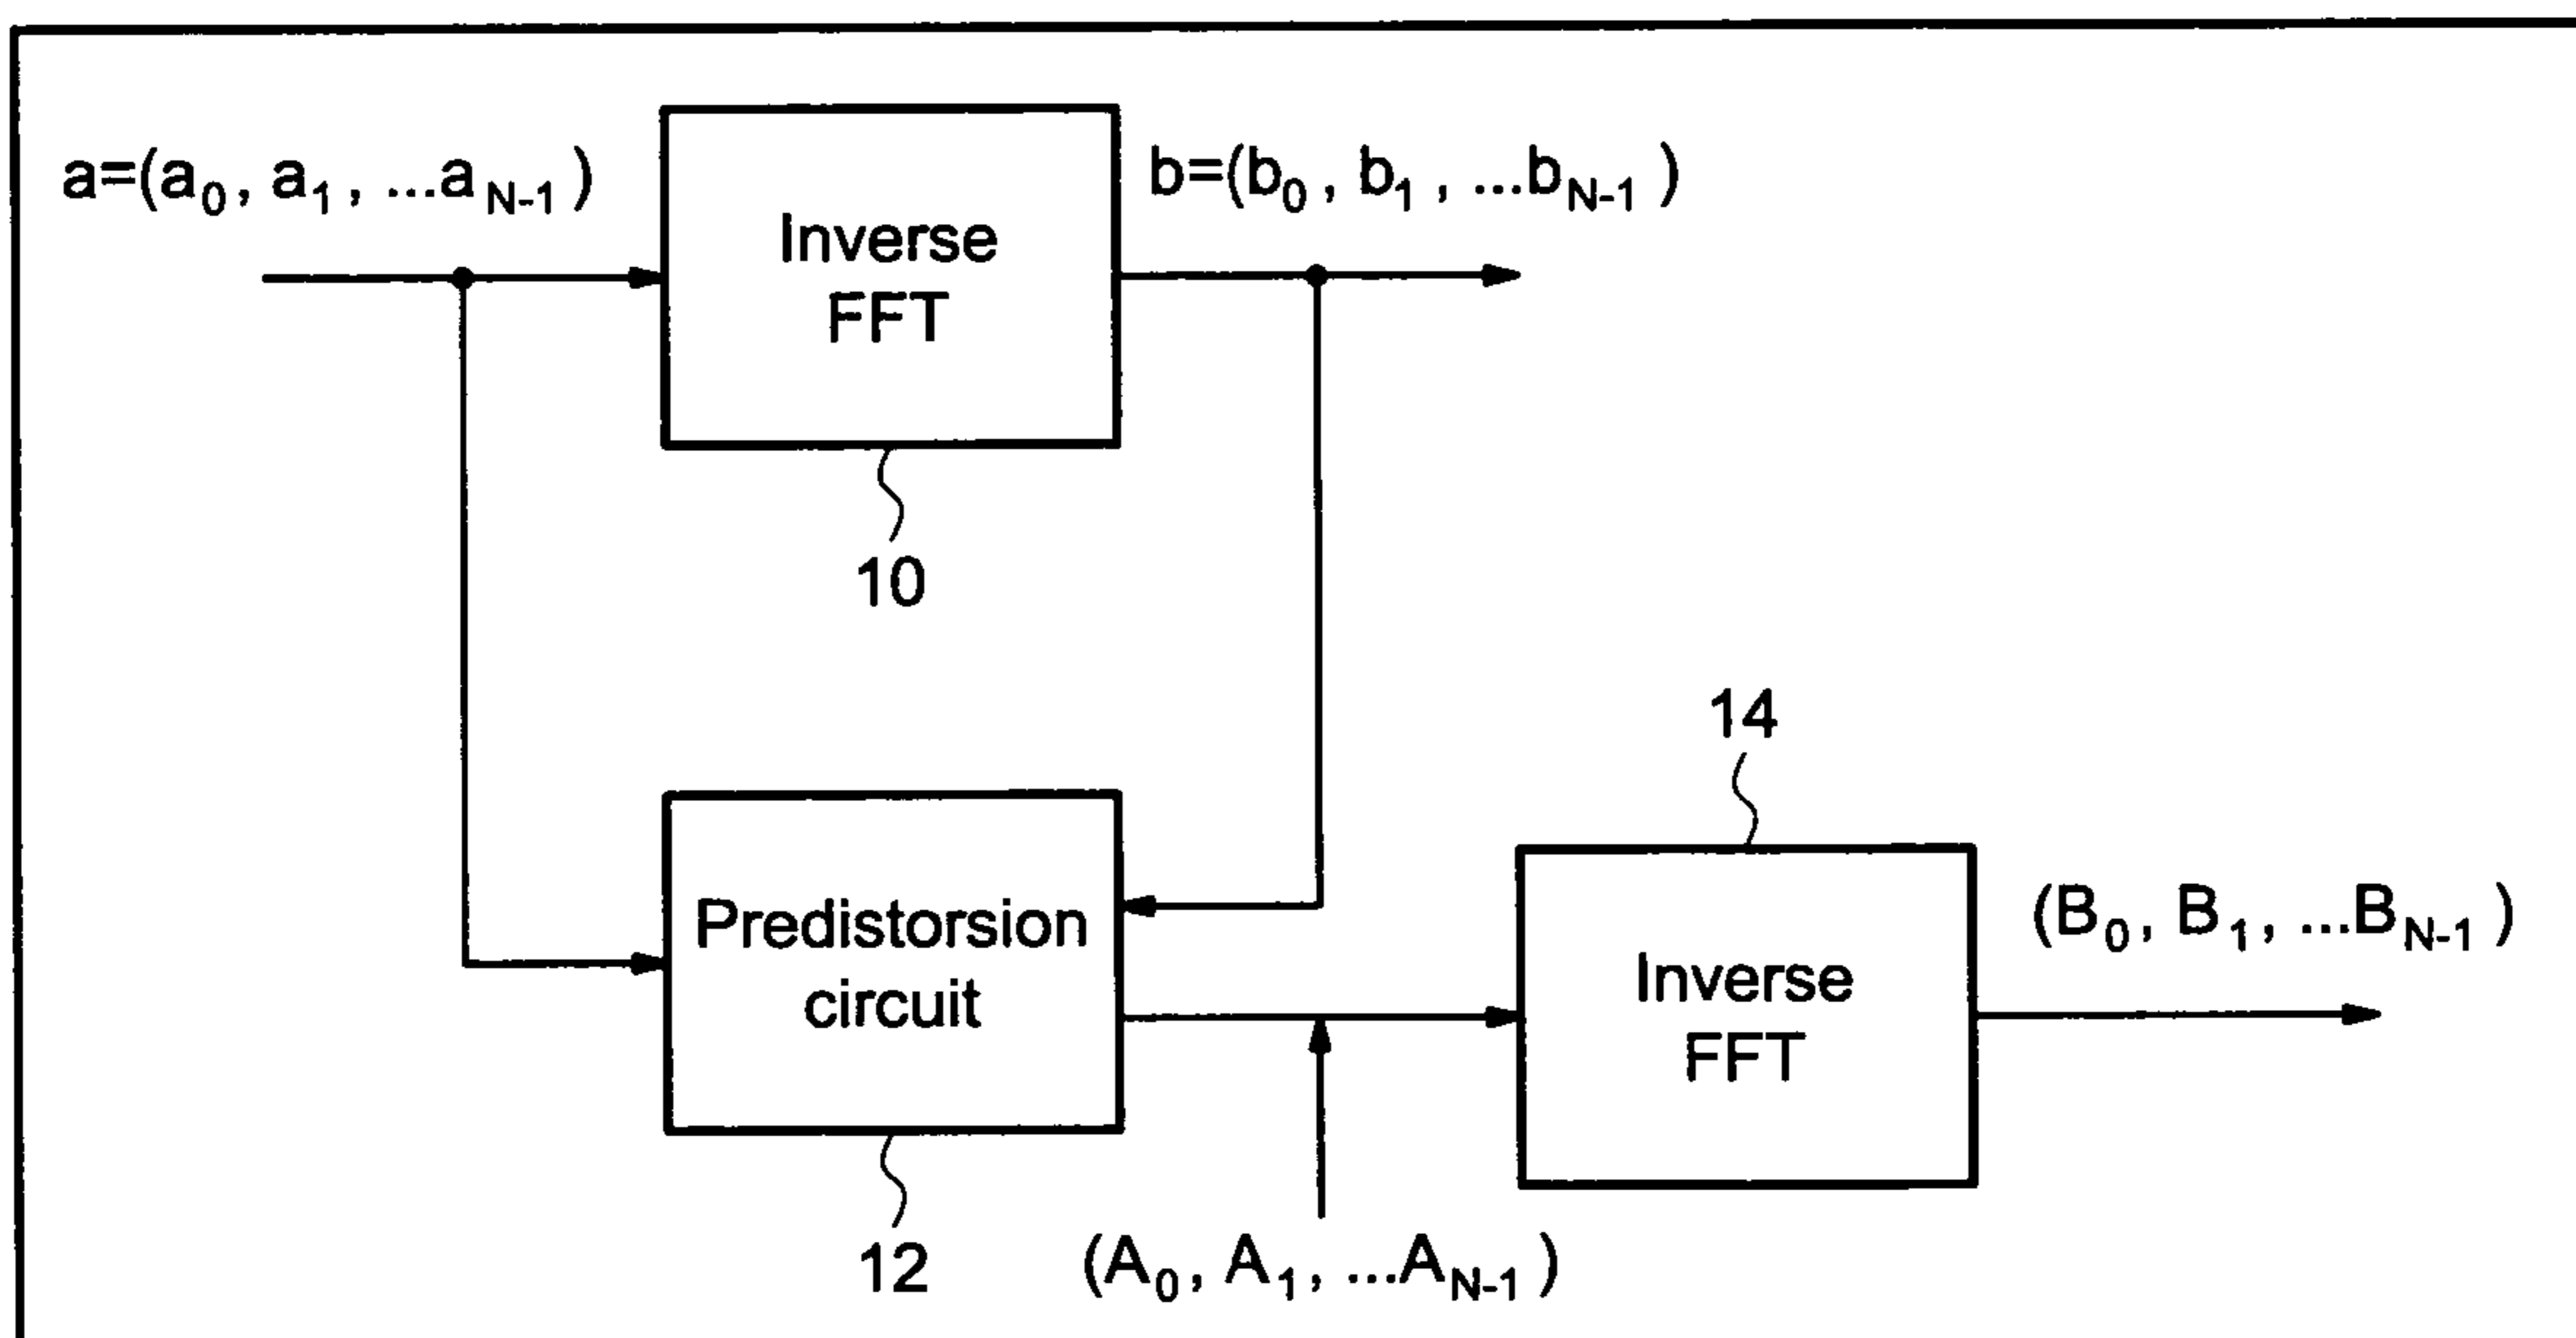 a=(a0, a1, ...aN-1)
Inverse
FFT
b=(b0, b1, ...bN-1)
10
14
Predistorsion
circuit
Inverse
FFT
(B0, B1, ...BN-1)
12
(A0, A1, ...AN-1)